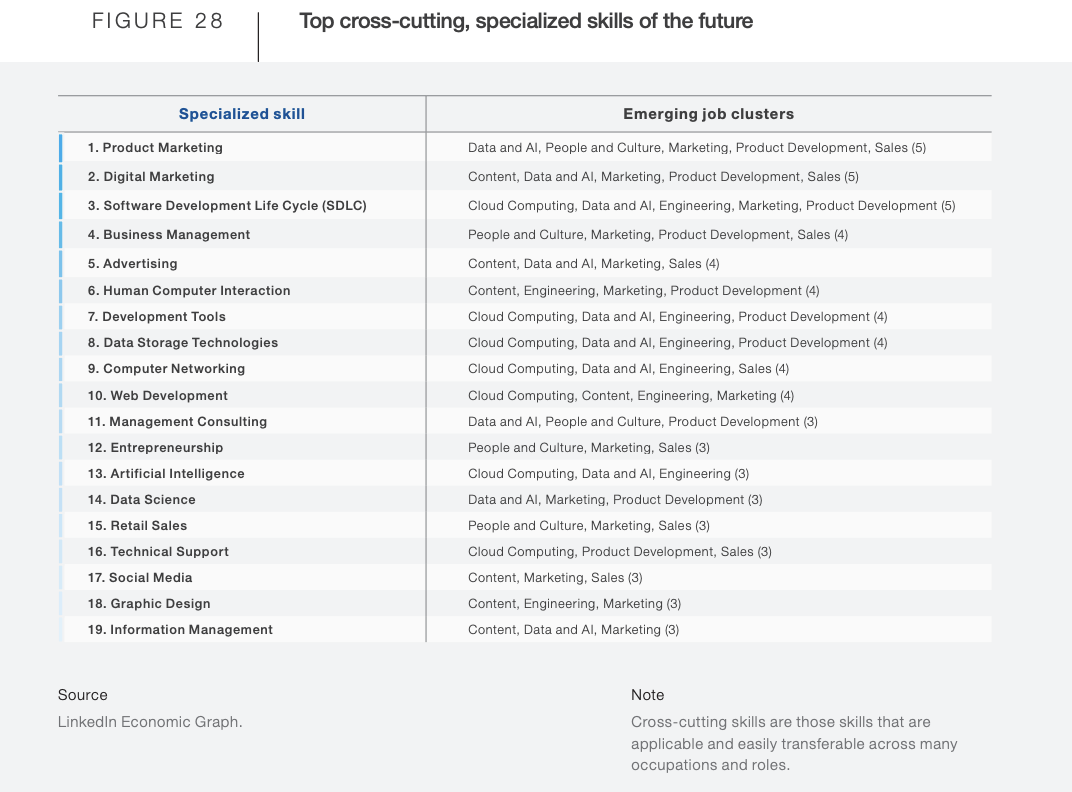 FIGURE 28
Top cross-cutting, specialized skills of the future
Specialized skill Emerging job clusters
1. Product Marketing Data and AI, People and Culture, Marketing, Product Development, Sales (5)
2. Digital Marketing Content, Data and AI, Marketing, Product Development, Sales (5)
3. Software Development Life Cycle (SDLC) Cloud Computing, Data and AI, Engineering, Marketing, Product Development (5)
4. Business Management People and Culture, Marketing, Product Development, Sales (4)
5. Advertising Content, Data and AI, Marketing, Sales (4)
6. Human Computer Interaction Content, Engineering, Marketing, Product Development (4)
7. Development Tools Cloud Computing, Data and AI, Engineering, Product Development (4)
8. Data Storage Technologies Cloud Computing, Data and AI, Engineering, Product Development (4)
9. Computer Networking Cloud Computing, Data and AI, Engineering, Sales (4)
10. Web Development Cloud Computing, Content, Engineering, Marketing (4)
11. Management Consulting Data and AI, People and Culture, Product Development (3)
12. Entrepreneurship People and Culture, Marketing, Sales (3)
13. Artificial Intelligence Cloud Computing, Data and AI, Engineering (3)
14. Data Science Data and AI, Marketing, Product Development (3)
15. Retail Sales People and Culture, Marketing, Sales (3)
16. Technical Support Cloud Computing, Product Development, Sales (3)
17. Social Media Content, Marketing, Sales (3)
18. Graphic Design Content, Engineering, Marketing (3)
19. Information Management Content, Data and AI, Marketing (3)
Source
LinkedIn Economic Graph.
Note
Cross-cutting skills are those skills that are
applicable and easily transferable across many
occupations and roles.